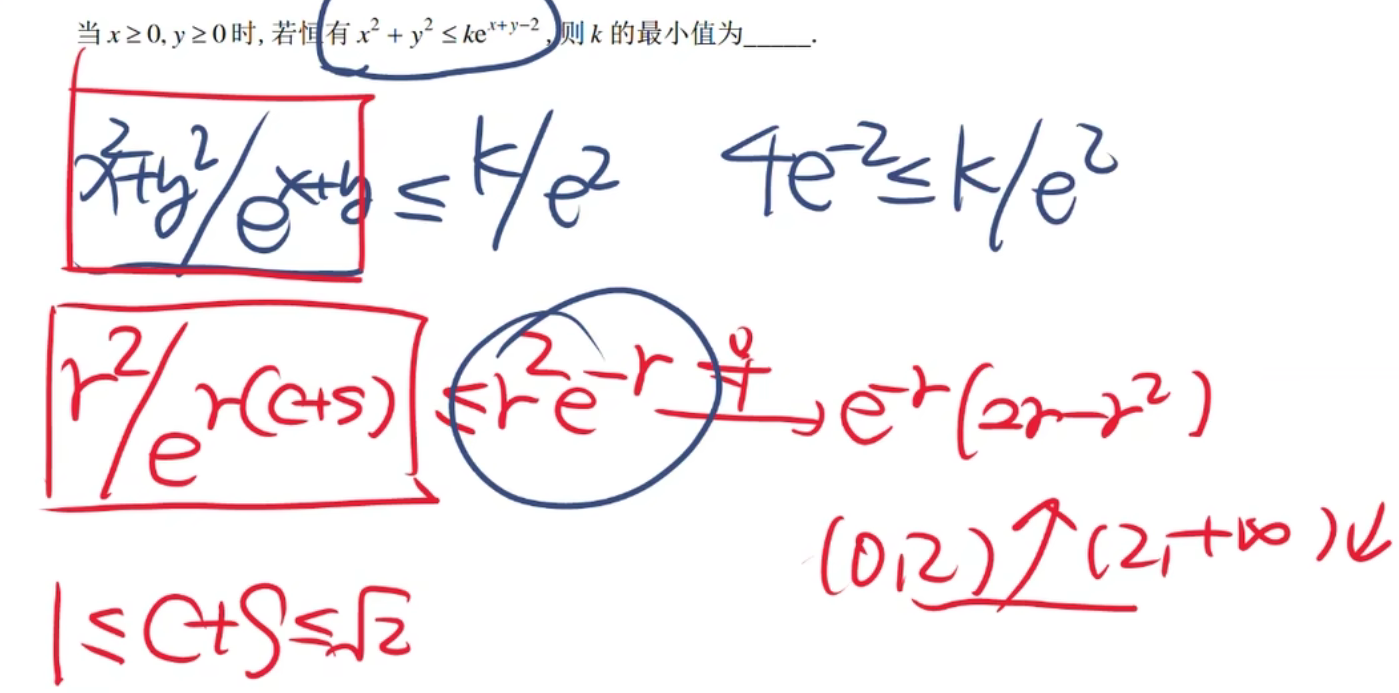 当 x ≥ 0, y ≥ 0 时, 若恒有 x² + y² ≤ ke^{x+y−2}, 则 k 的最小值为_____.
x²+y²/e^{x+y} ≤ k/e² 4e^{-2} ≤ k/e²
r²/e^{r(c+s)} ≤ r²e^{-r} 导→ e^{-r}(2r-r²)
(0,2)↑(2,+∞)↓
1≤C+S≤√2